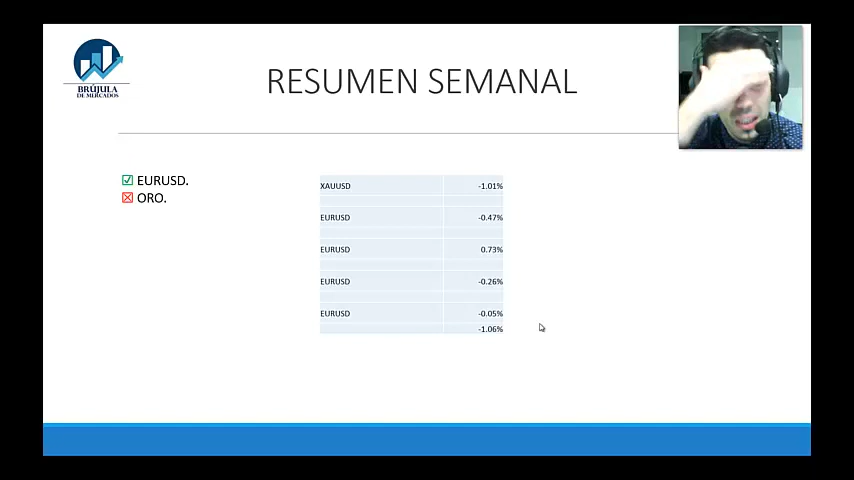 BRÚJULA
DE MERCADOS
RESUMEN SEMANAL
EURUSD.
ORO.
XAUUSD -1.01%
EURUSD -0.47%
EURUSD 0.73%
EURUSD -0.26%
EURUSD -0.05%
-1.06%